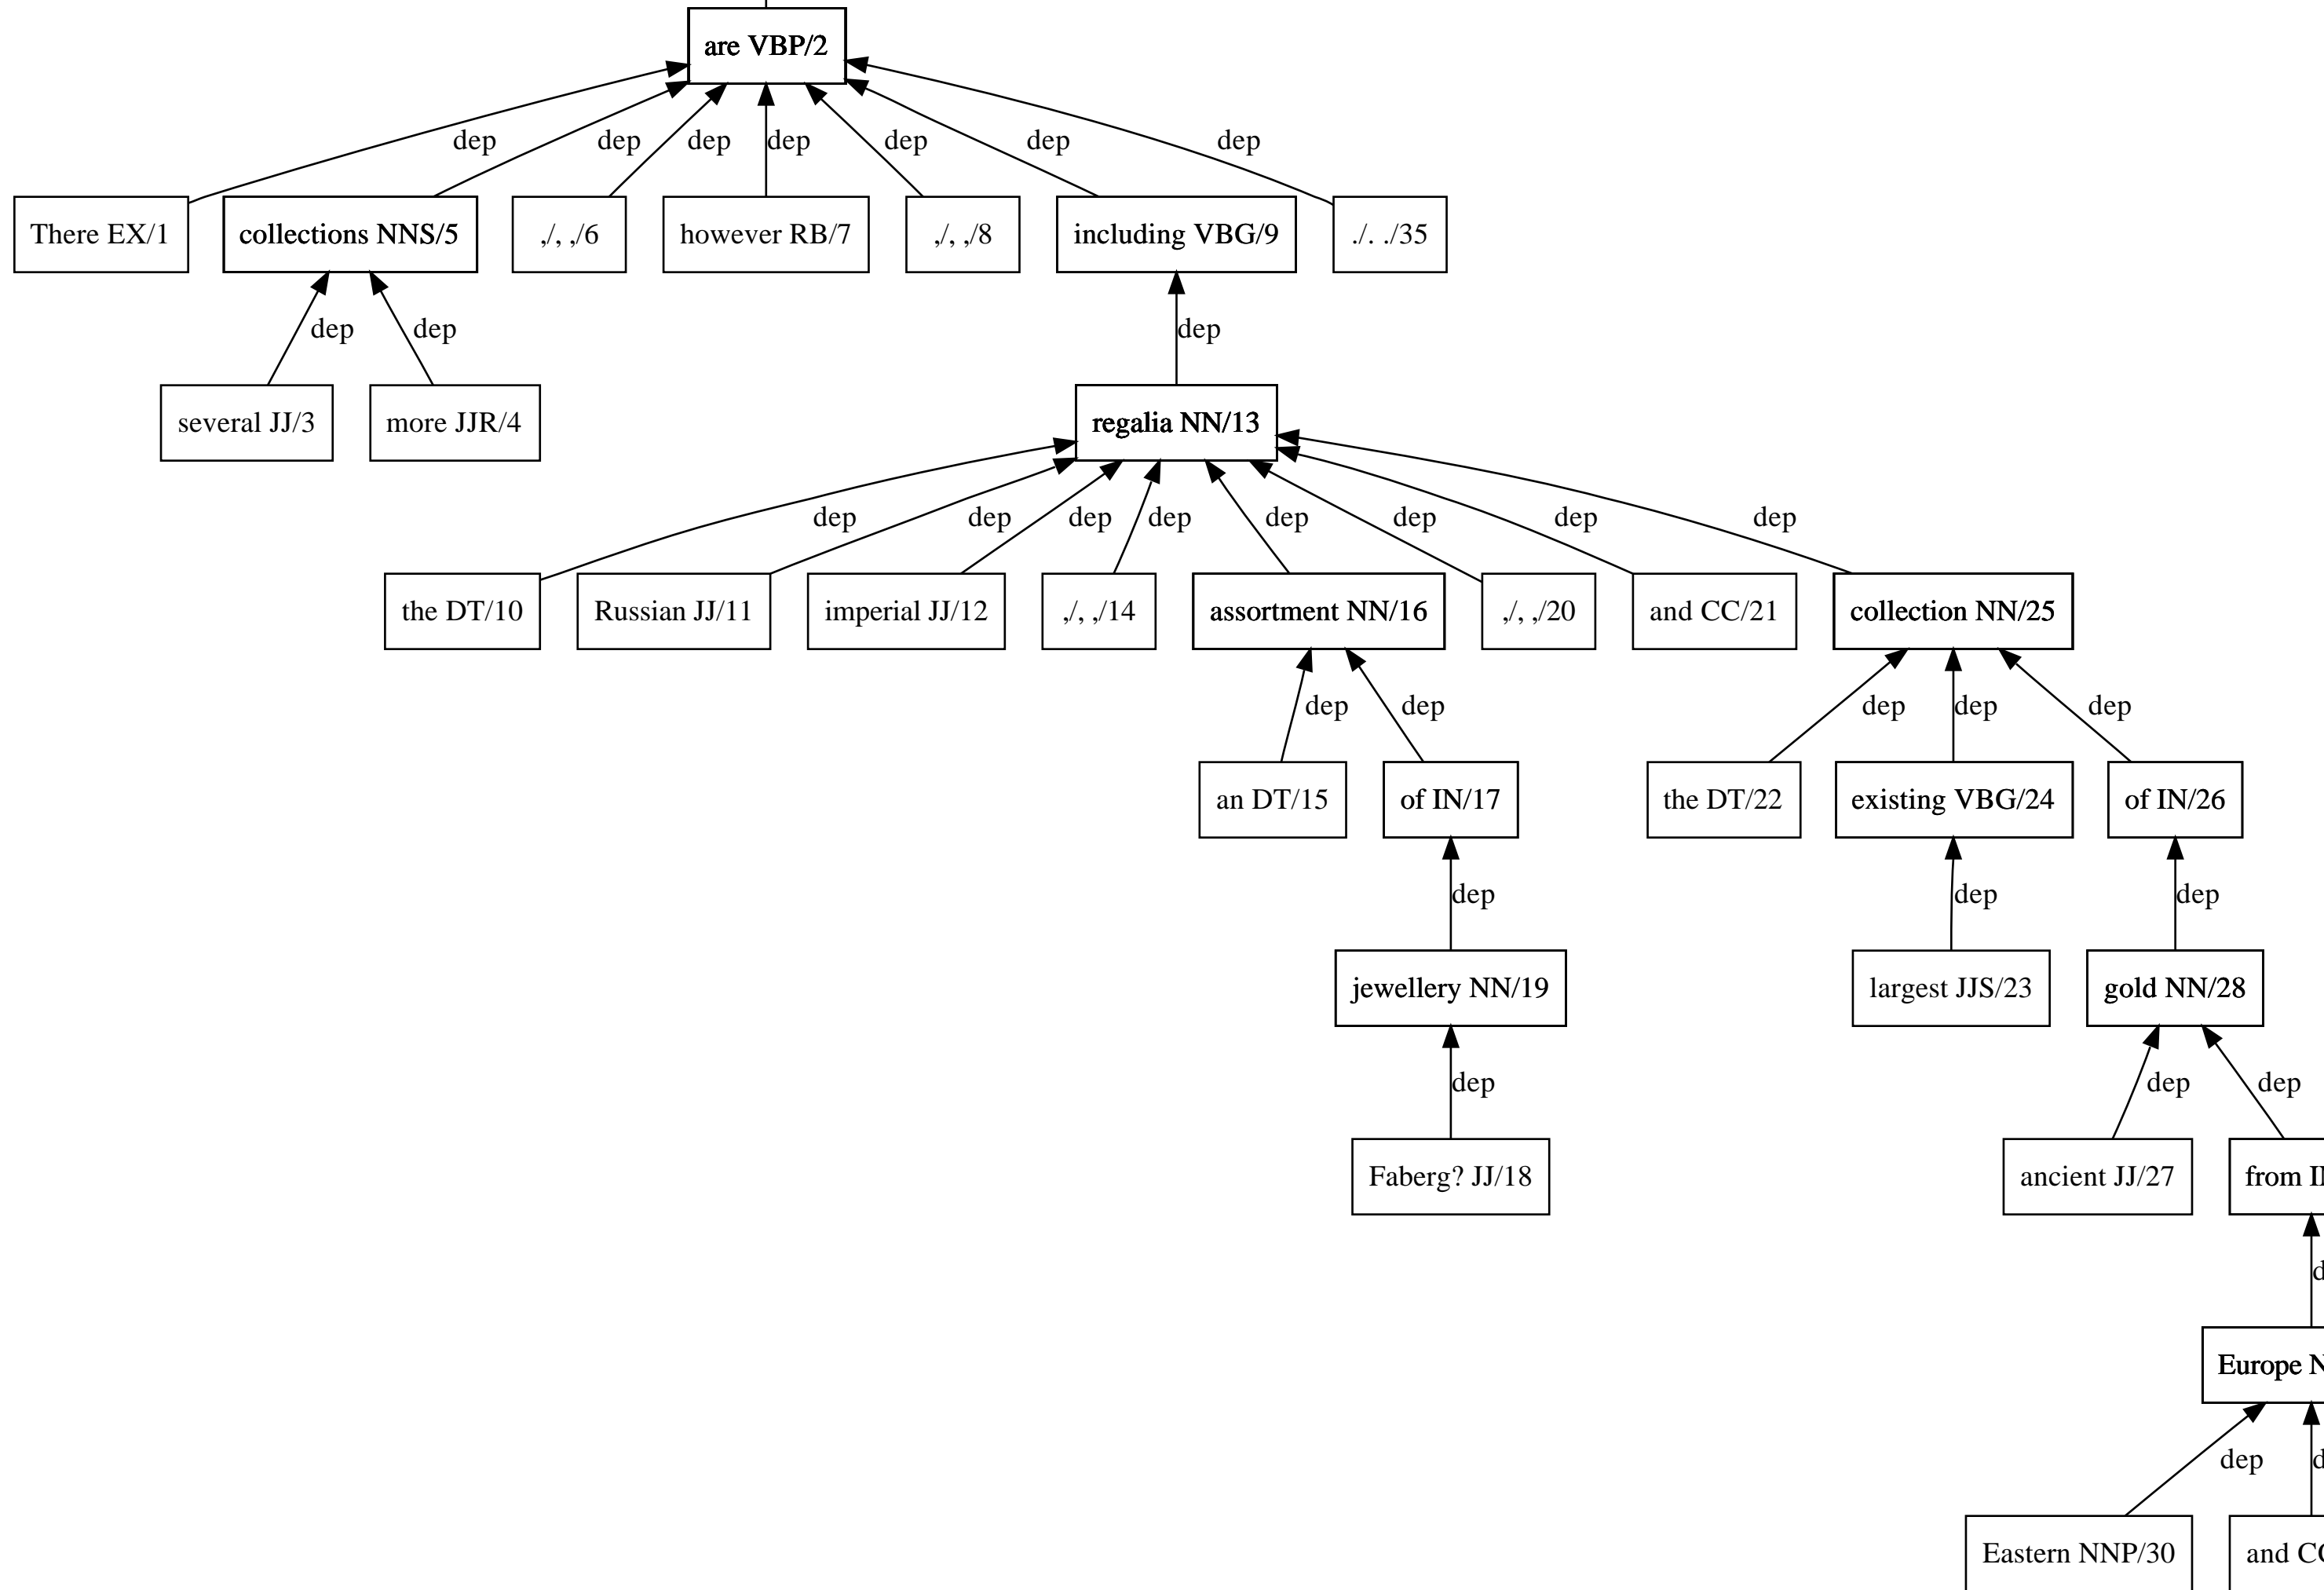 are VBP/2
dep dep dep dep dep dep dep
There EX/1 collections NNS/5 ,/, ,/6 however RB/7 ,/, ,/8 including VBG/9 ./. ./35
dep dep dep
several JJ/3 more JJR/4 regalia NN/13
dep dep dep dep dep dep dep dep
the DT/10 Russian JJ/11 imperial JJ/12 ,/, ,/14 assortment NN/16 ,/, ,/20 and CC/21 collection NN/25
dep dep dep dep dep
an DT/15 of IN/17 the DT/22 existing VBG/24 of IN/26
dep dep dep
jewellery NN/19 largest JJS/23 gold NN/28
dep dep dep
Faberg? JJ/18 ancient JJ/27 from
Europe
dep
Eastern NNP/30 and